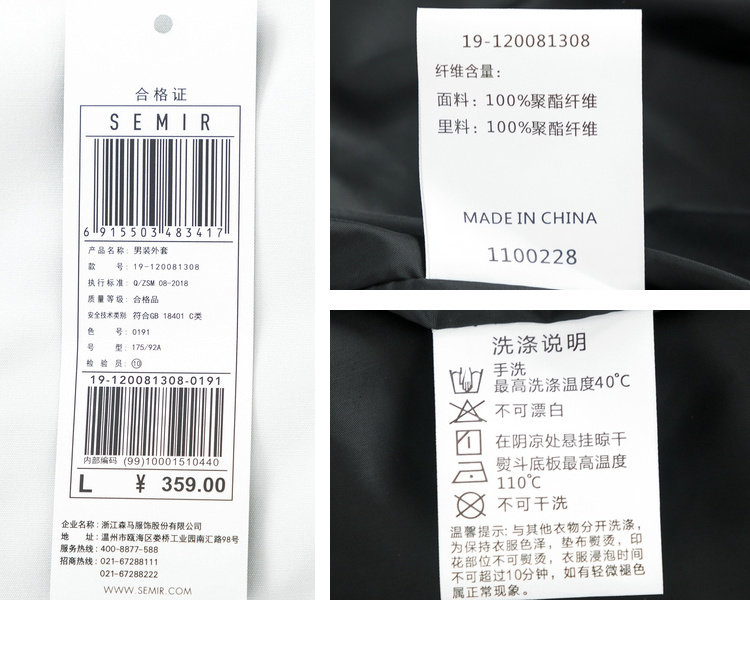 合格证
SEMIR
6 915503 483417
产品名称: 男装外套
款 号: 19-120081308
执行标准: Q/ZSM 08-2018
质量等级: 合格品
安全技术类别 符合GB 18401 C类
色 号: 0191
号 型: 175/92A
检 验 员: ⑩
19-120081308-0191
内部编码 (99)10001510440
L ¥ 359.00
企业名称: 浙江森马服饰股份有限公司
地 址: 温州市瓯海区娄桥工业园南汇路98号
服务热线: 400-8877-588
招商热线: 021-67288111
021-67288222
WWW.SEMIR.COM
19-120081308
纤维含量:
面料: 100%聚酯纤维
里料: 100%聚酯纤维
MADE IN CHINA
1100228
洗涤说明
手洗
最高洗涤温度40℃
不可漂白
在阴凉处悬挂晾干
熨斗底板最高温度
110℃
不可干洗
温馨提示: 与其他衣物分开洗涤,
为保持衣服色泽, 垫布熨烫, 印
花部位不可熨烫, 衣服浸泡时间
不可超过10分钟, 如有轻微褪色
属正常现象。